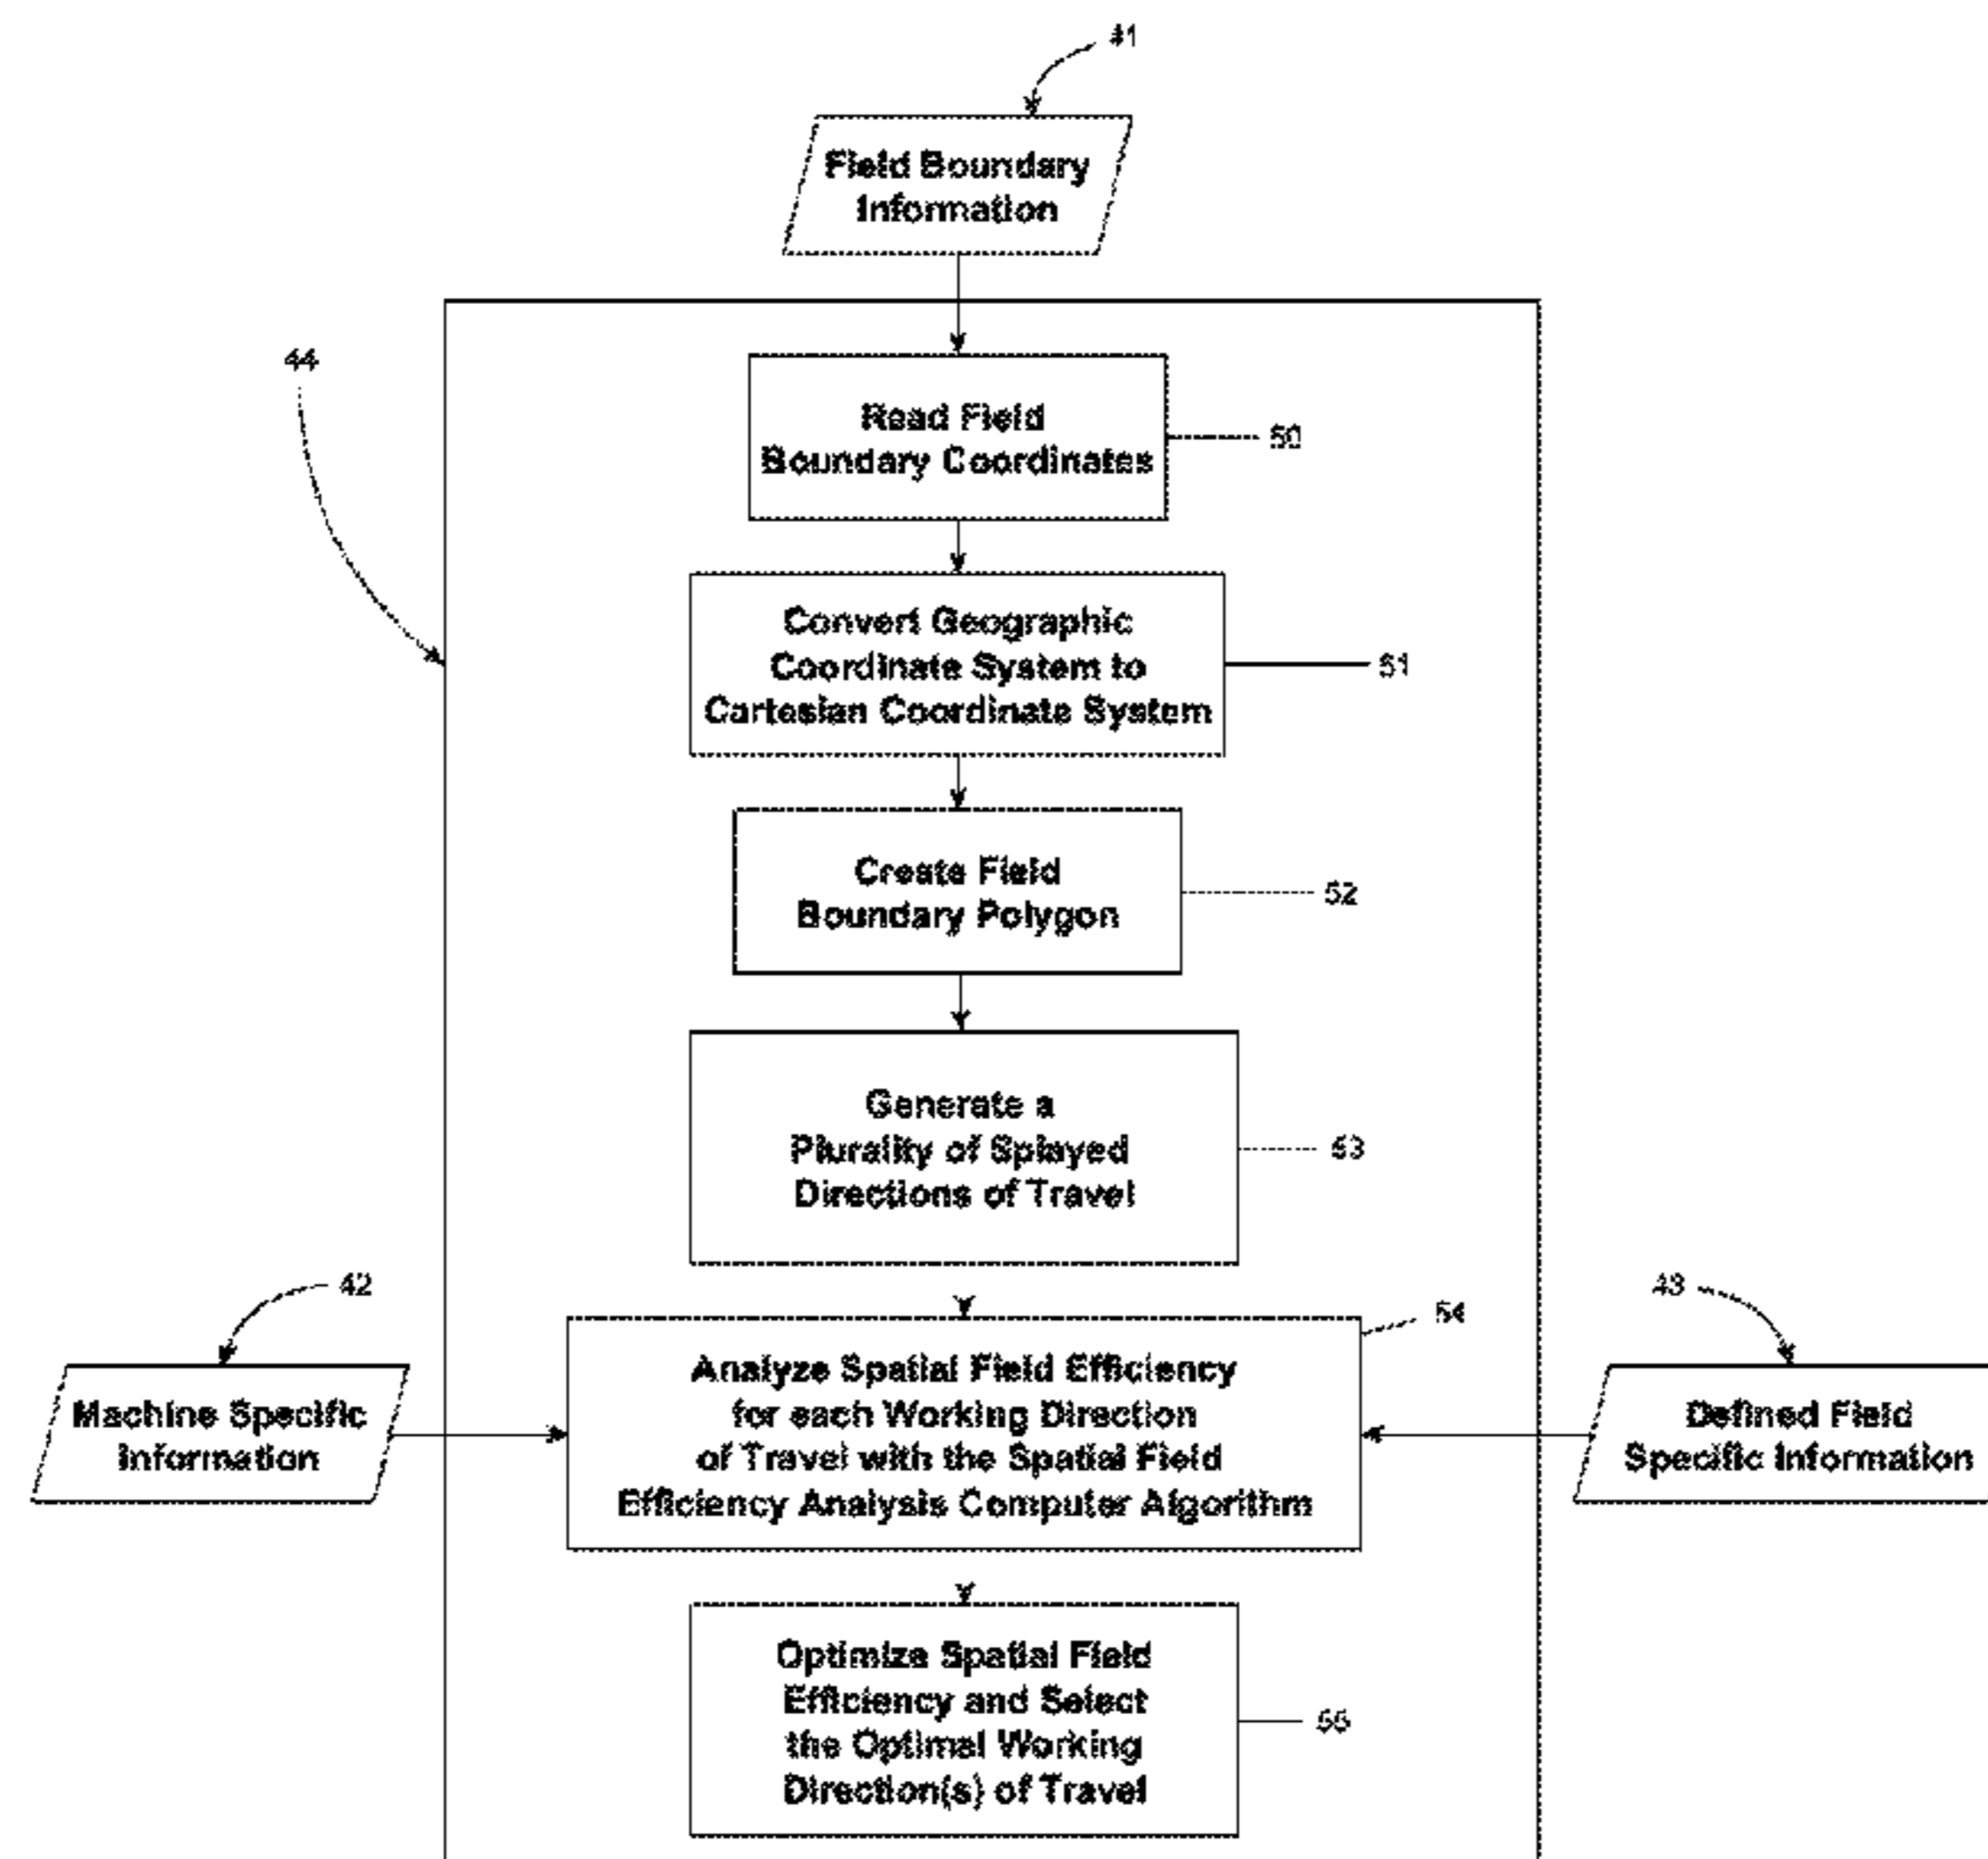 41
Field Boundary
Information
44
Read Field
Boundary Coordinates
50
Convert Geographic
Coordinate System to
Cartesian Coordinate System
51
Create Field
Boundary Polygon
52
Generate a
Plurality of Splayed
Directions of Travel
53
42
Machine Specific
Information
54
Analyze Spatial Field Efficiency
for each Working Direction
of Travel with the Spatial Field
Efficiency Analysis Computer Algorithm
43
Defined Field
Specific Information
Optimize Spatial Field
Efficiency and Select
the Optimal Working
Direction(s) of Travel
55